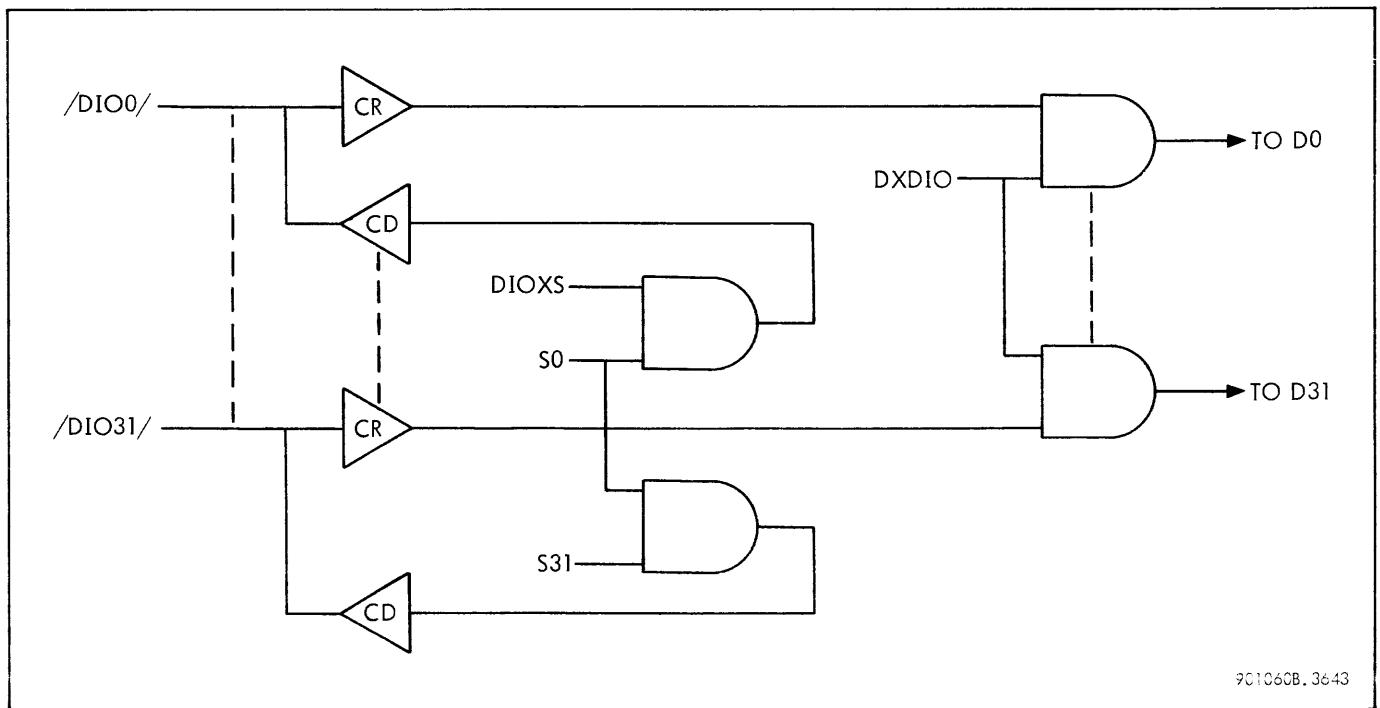 /DIO0/
CR
TO D0
DXDIO
CD
DIOXS
S0
TO D31
/DIO31/
CR
S31
CD
901060B.3643